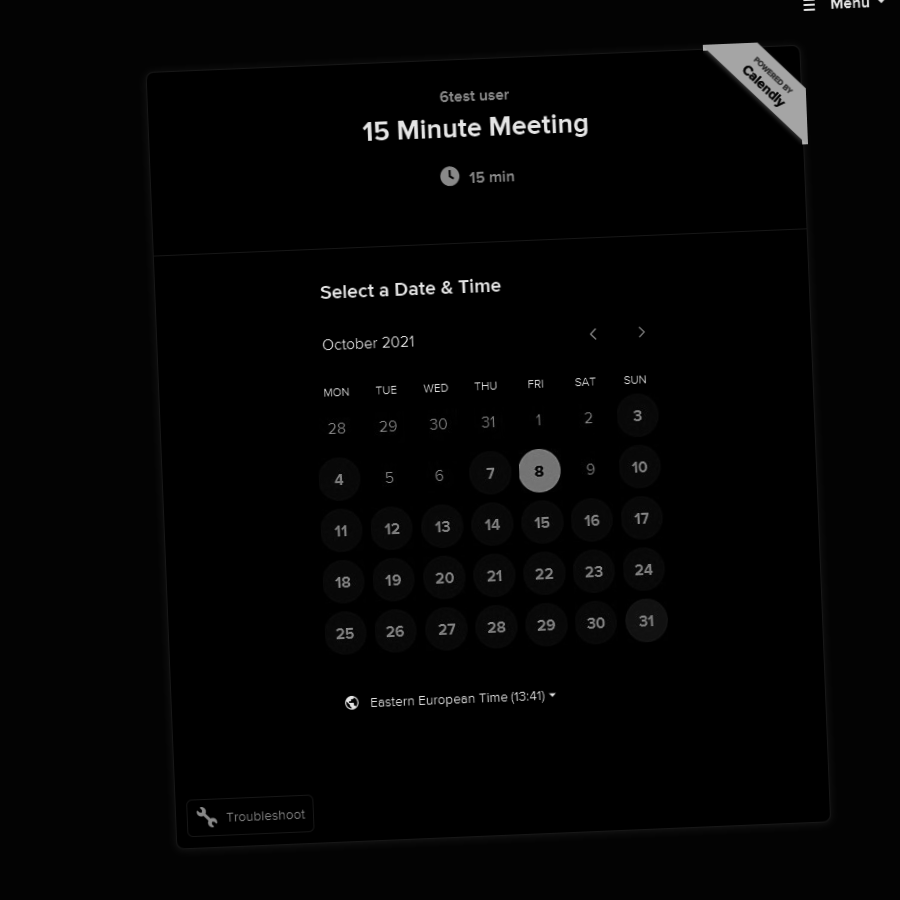 Menu
POWERED BY
Calendly
6test user
15 Minute Meeting
15 min
Select a Date & Time
October 2021
MON TUE WED THU FRI SAT SUN
28 29 30 31 1 2 3
4 5 6 7 8 9 10
11 12 13 14 15 16 17
18 19 20 21 22 23 24
25 26 27 28 29 30 31
Eastern European Time (13:41)
Troubleshoot